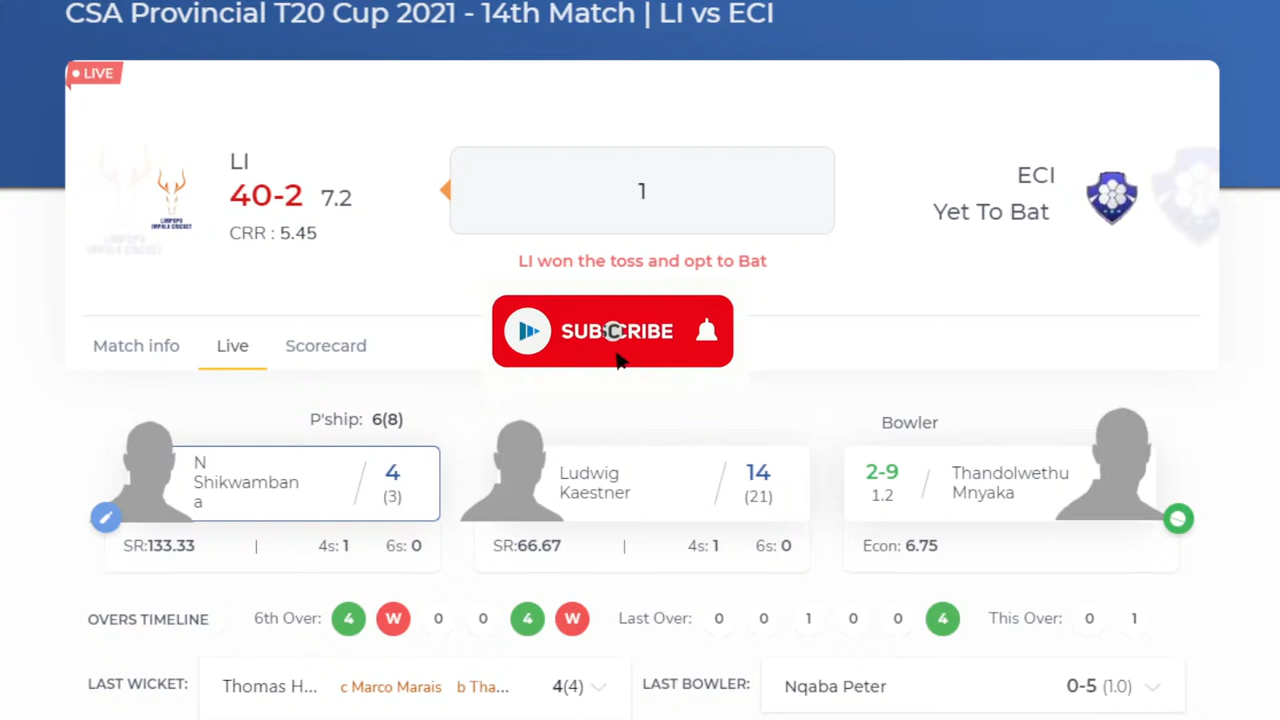 CSA Provincial T20 Cup 2021 - 14th Match | LI vs ECI
LIVE
LI
40-2 7.2
CRR : 5.45
1
ECI
Yet To Bat
LIMPOPO
IMPALA CRICKET
LI won the toss and opt to Bat
SUBSCRIBE
Match info Live Scorecard
P'ship: 6(8)
Bowler
N
Shikwamban
a
4
(3)
Ludwig
Kaestner
14
(21)
2-9
1.2
Thandolwethu
Mnyaka
SR:133.33 | 4s: 1 6s: 0
SR:66.67 | 4s: 1 6s: 0
Econ: 6.75
OVERS TIMELINE 6th Over: 4 W 0 0 4 W Last Over: 0 0 1 0 0 4 This Over: 0 1
LAST WICKET: Thomas H... c Marco Marais b Tha... 4(4)
LAST BOWLER: Nqaba Peter 0-5 (1.0)